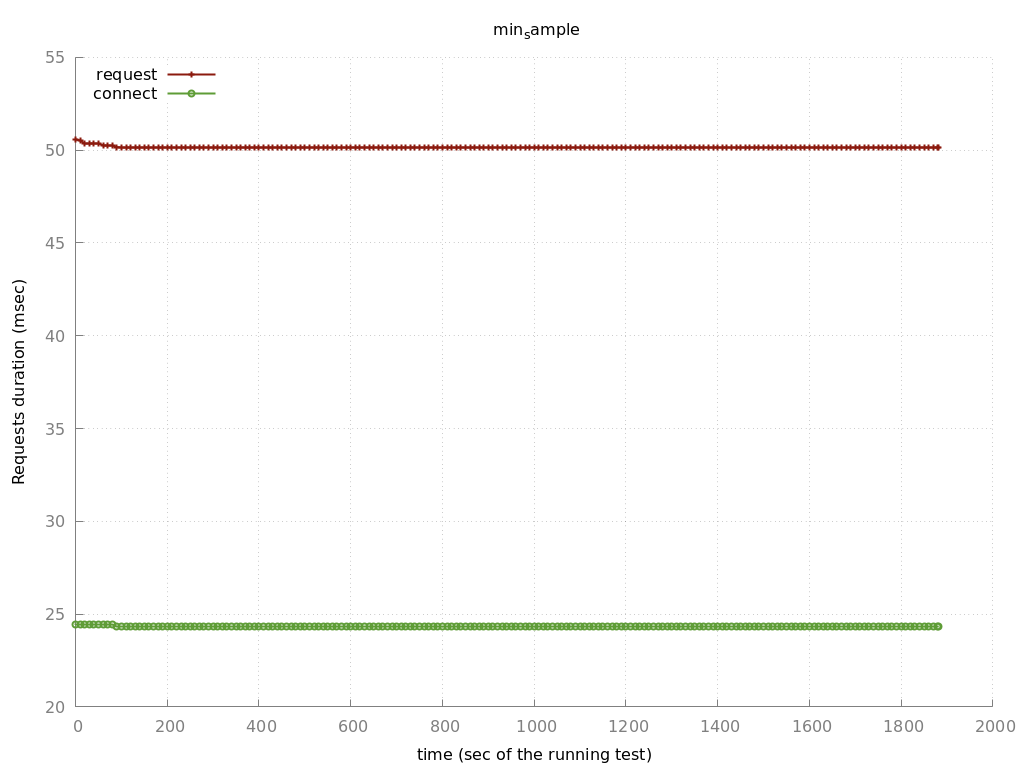 minsample
55
request
connect
50
45
40
35
30
25
20
Requests duration (msec)
0 200 400 600 800 1000 1200 1400 1600 1800 2000
time (sec of the running test)